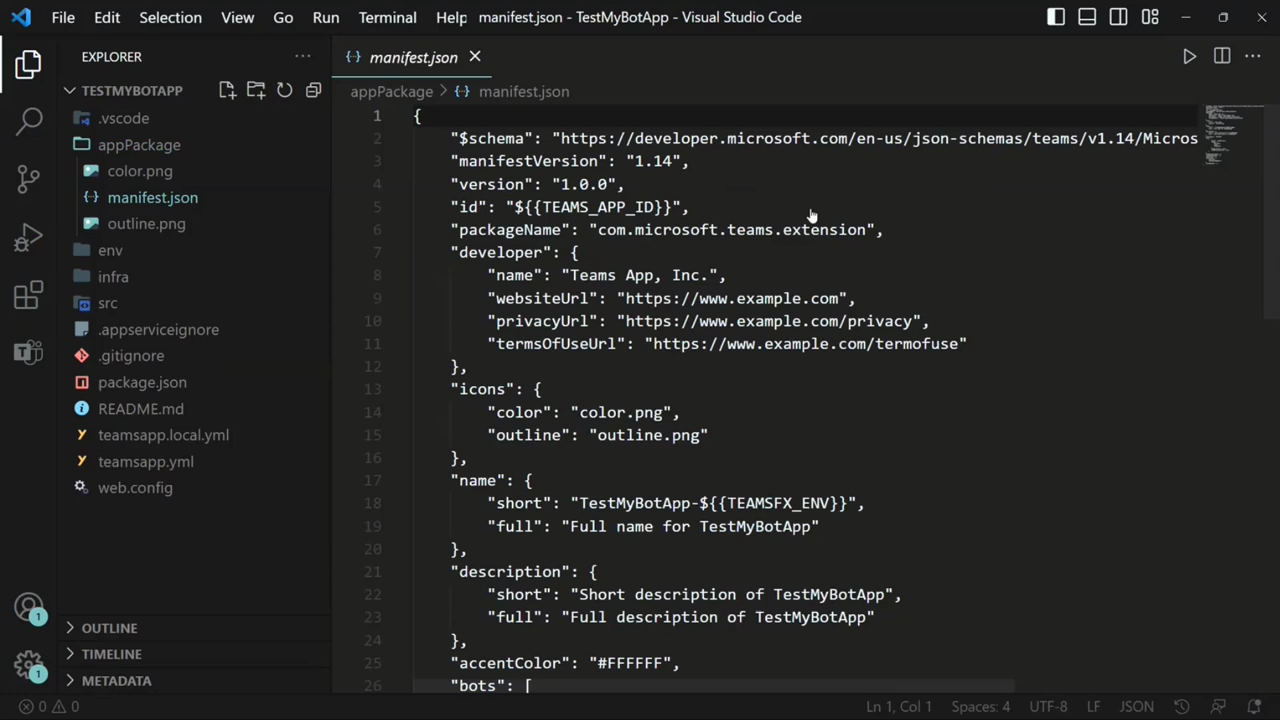 File Edit Selection View Go Run Terminal Help manifest.json - TestMyBotApp - Visual Studio Code
EXPLORER
TESTMYBOTAPP
.vscode
appPackage
color.png
manifest.json
outline.png
env
infra
src
.appserviceignore
.gitignore
package.json
README.md
teamsapp.local.yml
teamsapp.yml
web.config
OUTLINE
TIMELINE
METADATA
1
1
manifest.json
appPackage > manifest.json
1 {
2 "$schema": "https://developer.microsoft.com/en-us/json-schemas/teams/v1.14/Micros
3 "manifestVersion": "1.14",
4 "version": "1.0.0",
5 "id": "${{TEAMS_APP_ID}}",
6 "packageName": "com.microsoft.teams.extension",
7 "developer": {
8 "name": "Teams App, Inc.",
9 "websiteUrl": "https://www.example.com",
10 "privacyUrl": "https://www.example.com/privacy",
11 "termsOfUseUrl": "https://www.example.com/termofuse"
12 },
13 "icons": {
14 "color": "color.png",
15 "outline": "outline.png"
16 },
17 "name": {
18 "short": "TestMyBotApp-${{TEAMSFX_ENV}}",
19 "full": "Full name for TestMyBotApp"
20 },
21 "description": {
22 "short": "Short description of TestMyBotApp",
23 "full": "Full description of TestMyBotApp"
24 },
25 "accentColor": "#FFFFFF",
26 "bots": [
0 0 Ln 1, Col 1 Spaces: 4 UTF-8 LF JSON